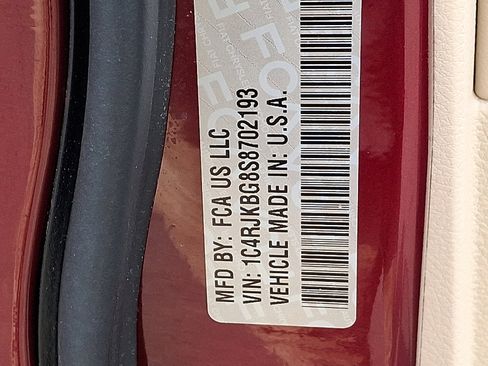 MFD BY: FCA US LLC
VIN: 1C4RJKBG8S8702193
VEHICLE MADE IN: U.S.A.